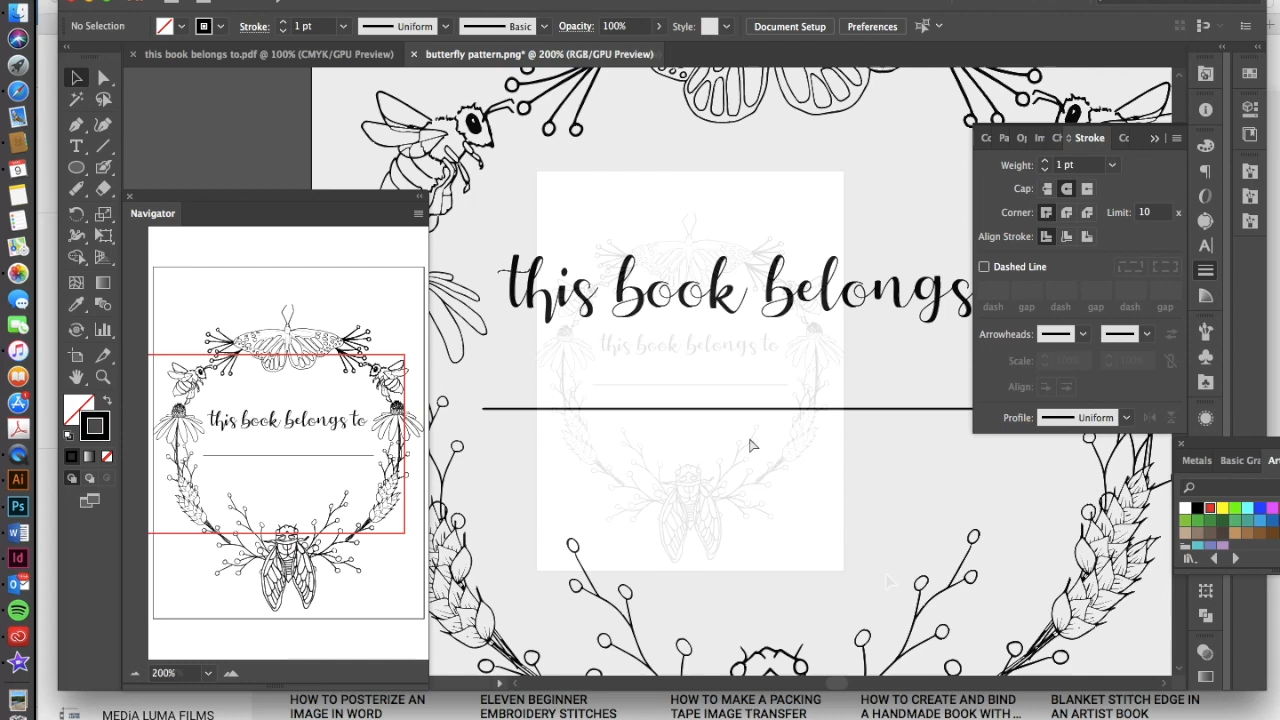 No Selection
Stroke:
1 pt
Uniform
Basic
Opacity:
100%
Style:
Document Setup
Preferences
this book belongs to.pdf @ 100% (CMYK/GPU Preview)
butterfly pattern.png* @ 200% (RGB/GPU Preview)
Navigator
this book belongs to
200%
this book belongs
this book belongs to
Stroke
Weight:
1 pt
Cap:
Corner:
Limit:
10
x
Align Stroke:
Dashed Line
dash gap dash gap dash gap
Arrowheads:
Scale:
100%
100%
Align:
Profile:
Uniform
Metals
Basic Gra
Ai
Ps
Id
MEDiA LUMA FILMS
HOW TO POSTERIZE AN
IMAGE IN WORD
ELEVEN BEGINNER
EMBROIDERY STITCHES
HOW TO MAKE A PACKING
TAPE IMAGE TRANSFER
HOW TO CREATE AND BIND
A HANDMADE BOOK WITH ...
BLANKET STITCH EDGE IN
AN ARTIST BOOK